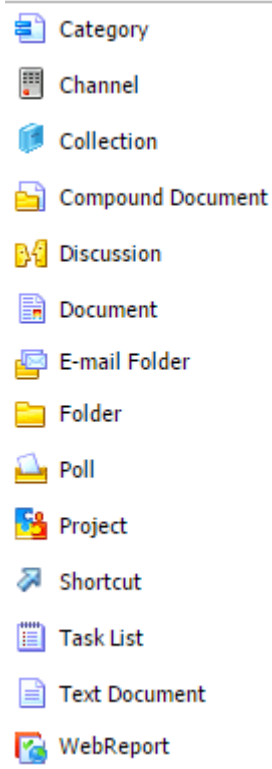 Category
Channel
Collection
Compound Document
Discussion
Document
E-mail Folder
Folder
Poll
Project
Shortcut
Task List
Text Document
WebReport